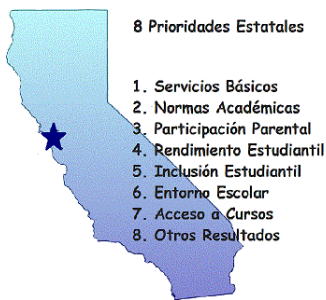 8 Prioridades Estatales
1. Servicios Básicos
2. Normas Académicas
3. Participación Parental
4. Rendimiento Estudiantil
5. Inclusión Estudiantil
6. Entorno Escolar
7. Acceso a Cursos
8. Otros Resultados